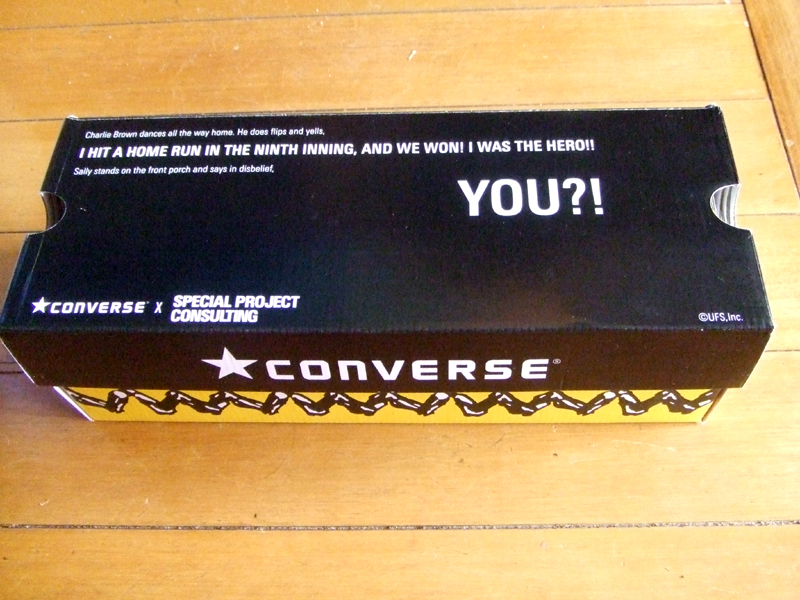 Charlie Brown dances all the way home. He does flips and yells,
I HIT A HOME RUN IN THE NINTH INNING, AND WE WON! I WAS THE HERO!!
Sally stands on the front porch and says in disbelief,
YOU?!
CONVERSE® X SPECIAL PROJECT
CONSULTING
©UFS,Inc.
CONVERSE®